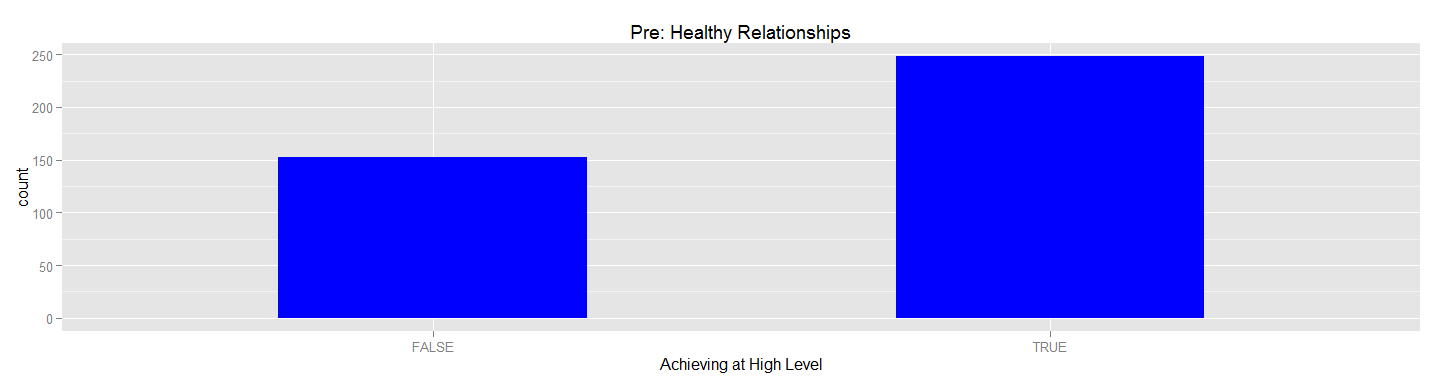 Pre: Healthy Relationships
count
250
200
150
100
50
0
FALSE
TRUE
Achieving at High Level